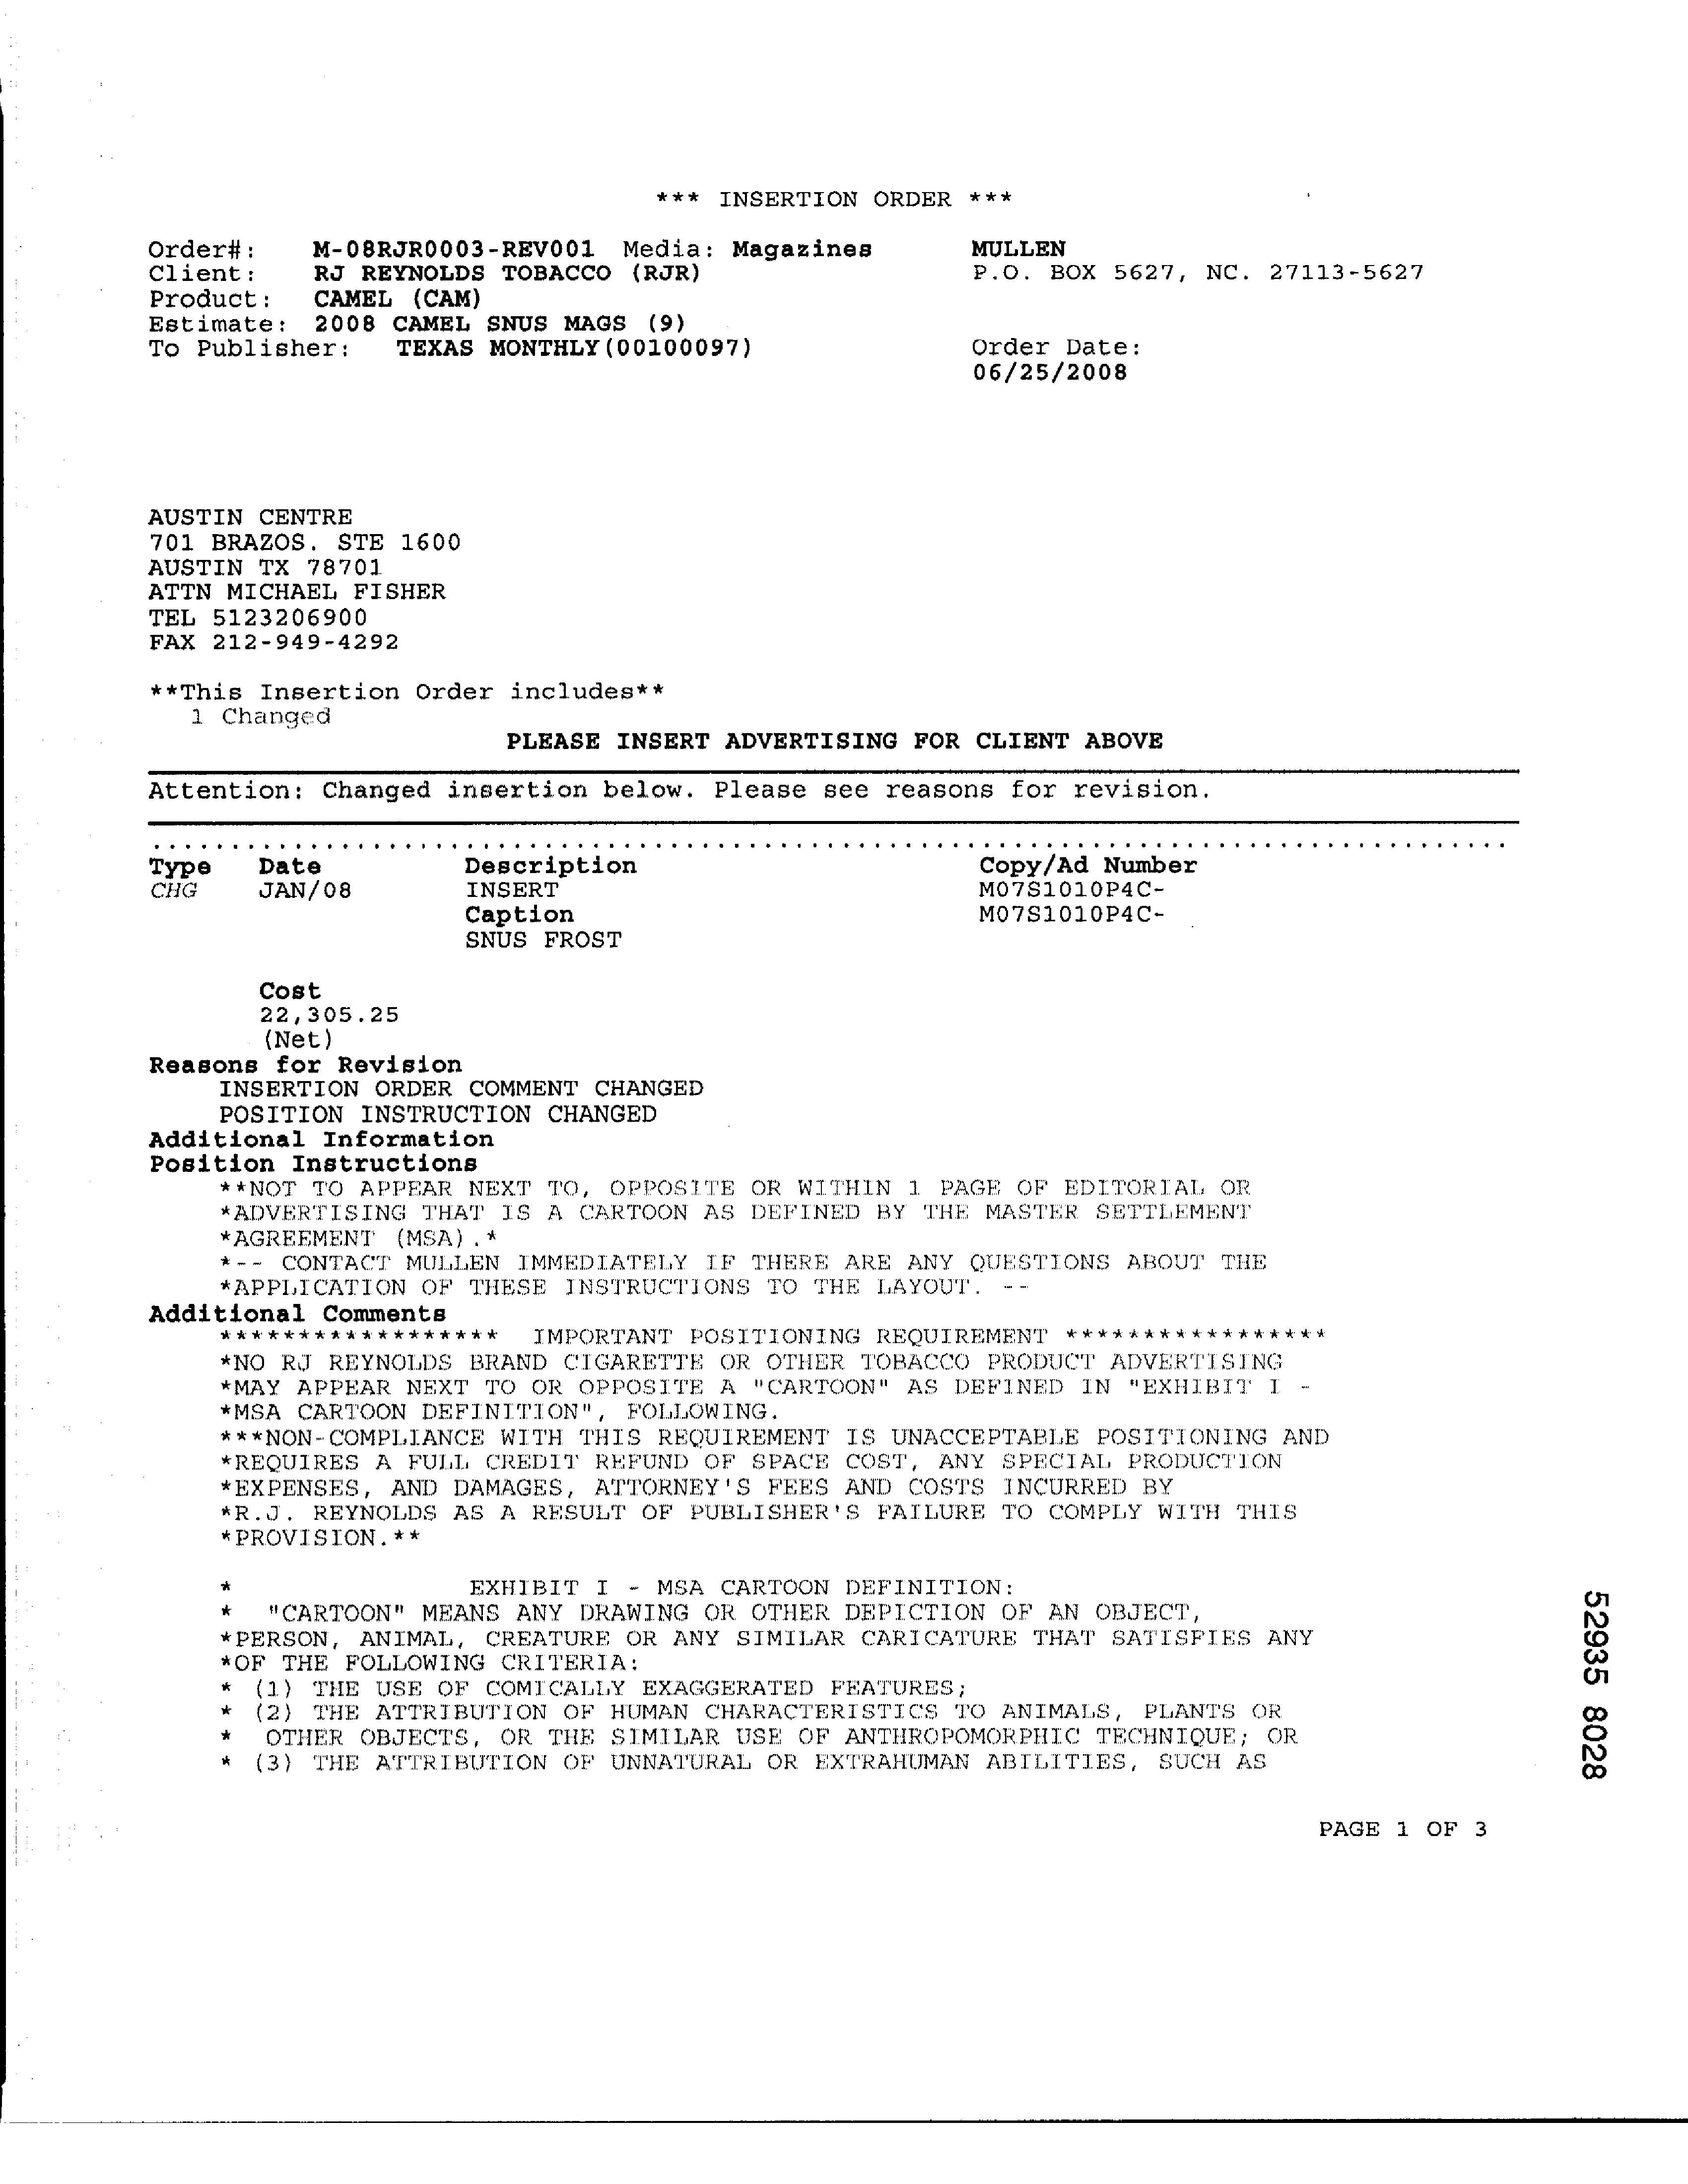 *** INSERTION ORDER ***
Order#: M-08RJR0003-REV001 Media: Magazines MULLEN
Client: RJ REYNOLDS TOBACCO (RJR) P.O. BOX 5627, NC. 27113-5627
Product: CAMEL (CAM)
Estimate: 2008 CAMEL SNUS MAGS (9)
To Publisher: TEXAS MONTHLY(00100097) Order Date:
06/25/2008
AUSTIN CENTRE
701 BRAZOS. STE 1600
AUSTIN TX 78701
ATTN MICHAEL FISHER
TEL 5123206900
FAX 212-949-4292
**This Insertion Order includes**
1 Changed
PLEASE INSERT ADVERTISING FOR CLIENT ABOVE
Attention: Changed insertion below. Please see reasons for revision.
Type Date Description Copy/Ad Number
CHG JAN/08 INSERT M07S1010P4C-
Caption M07S1010P4C-
SNUS FROST
Cost
22,305.25
(Net)
Reasons for Revision
INSERTION ORDER COMMENT CHANGED
POSITION INSTRUCTION CHANGED
Additional Information
Position Instructions
**NOT TO APPEAR NEXT TO, OPPOSITE OR WITHIN 1 PAGE OF EDITORIAL OR
*ADVERTISING THAT IS A CARTOON AS DEFINED BY THE MASTER SETTLEMENT
*AGREEMENT (MSA).*
*-- CONTACT MULLEN IMMEDIATELY IF THERE ARE ANY QUESTIONS ABOUT THE
*APPLICATION OF THESE INSTRUCTIONS TO THE LAYOUT. --
Additional Comments
****************** IMPORTANT POSITIONING REQUIREMENT *****************
*NO RJ REYNOLDS BRAND CIGARETTE OR OTHER TOBACCO PRODUCT ADVERTISING
*MAY APPEAR NEXT TO OR OPPOSITE A "CARTOON" AS DEFINED IN "EXHIBIT I -
*MSA CARTOON DEFINITION", FOLLOWING.
***NON-COMPLIANCE WITH THIS REQUIREMENT IS UNACCEPTABLE POSITIONING AND
*REQUIRES A FULL CREDIT REFUND OF SPACE COST, ANY SPECIAL PRODUCTION
*EXPENSES, AND DAMAGES, ATTORNEY'S FEES AND COSTS INCURRED BY
*R.J. REYNOLDS AS A RESULT OF PUBLISHER'S FAILURE TO COMPLY WITH THIS
*PROVISION.**
* EXHIBIT I - MSA CARTOON DEFINITION:
* "CARTOON" MEANS ANY DRAWING OR OTHER DEPICTION OF AN OBJECT,
*PERSON, ANIMAL, CREATURE OR ANY SIMILAR CARICATURE THAT SATISFIES ANY
*OF THE FOLLOWING CRITERIA:
* (1) THE USE OF COMICALLY EXAGGERATED FEATURES;
* (2) THE ATTRIBUTION OF HUMAN CHARACTERISTICS TO ANIMALS, PLANTS OR
* OTHER OBJECTS, OR THE SIMILAR USE OF ANTHROPOMORPHIC TECHNIQUE; OR
* (3) THE ATTRIBUTION OF UNNATURAL OR EXTRAHUMAN ABILITIES, SUCH AS
52935 8028
PAGE 1 OF 3